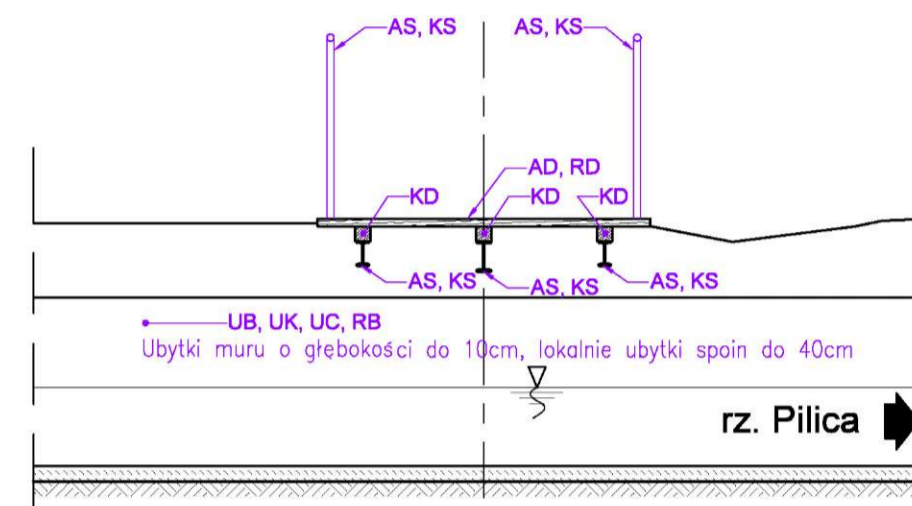 AS, KS
AS, KS
AD, RD
KD
KD
KD
AS, KS
AS, KS
AS, KS
UB, UK, UC, RB
Ubytki muru o głębokości do 10cm, lokalnie ubytki spoin do 40cm
rz. Pilica